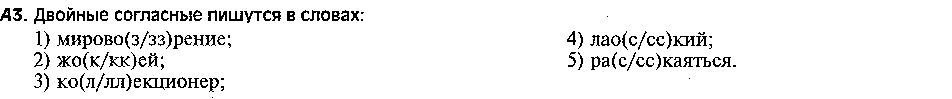 А3. Двойные согласные пишутся в словах:
1) мирово(з/зз)рение;
2) жо(к/кк)ей;
3) ко(л/лл)екционер;
4) лао(с/сс)кий;
5) ра(с/сс)каяться.